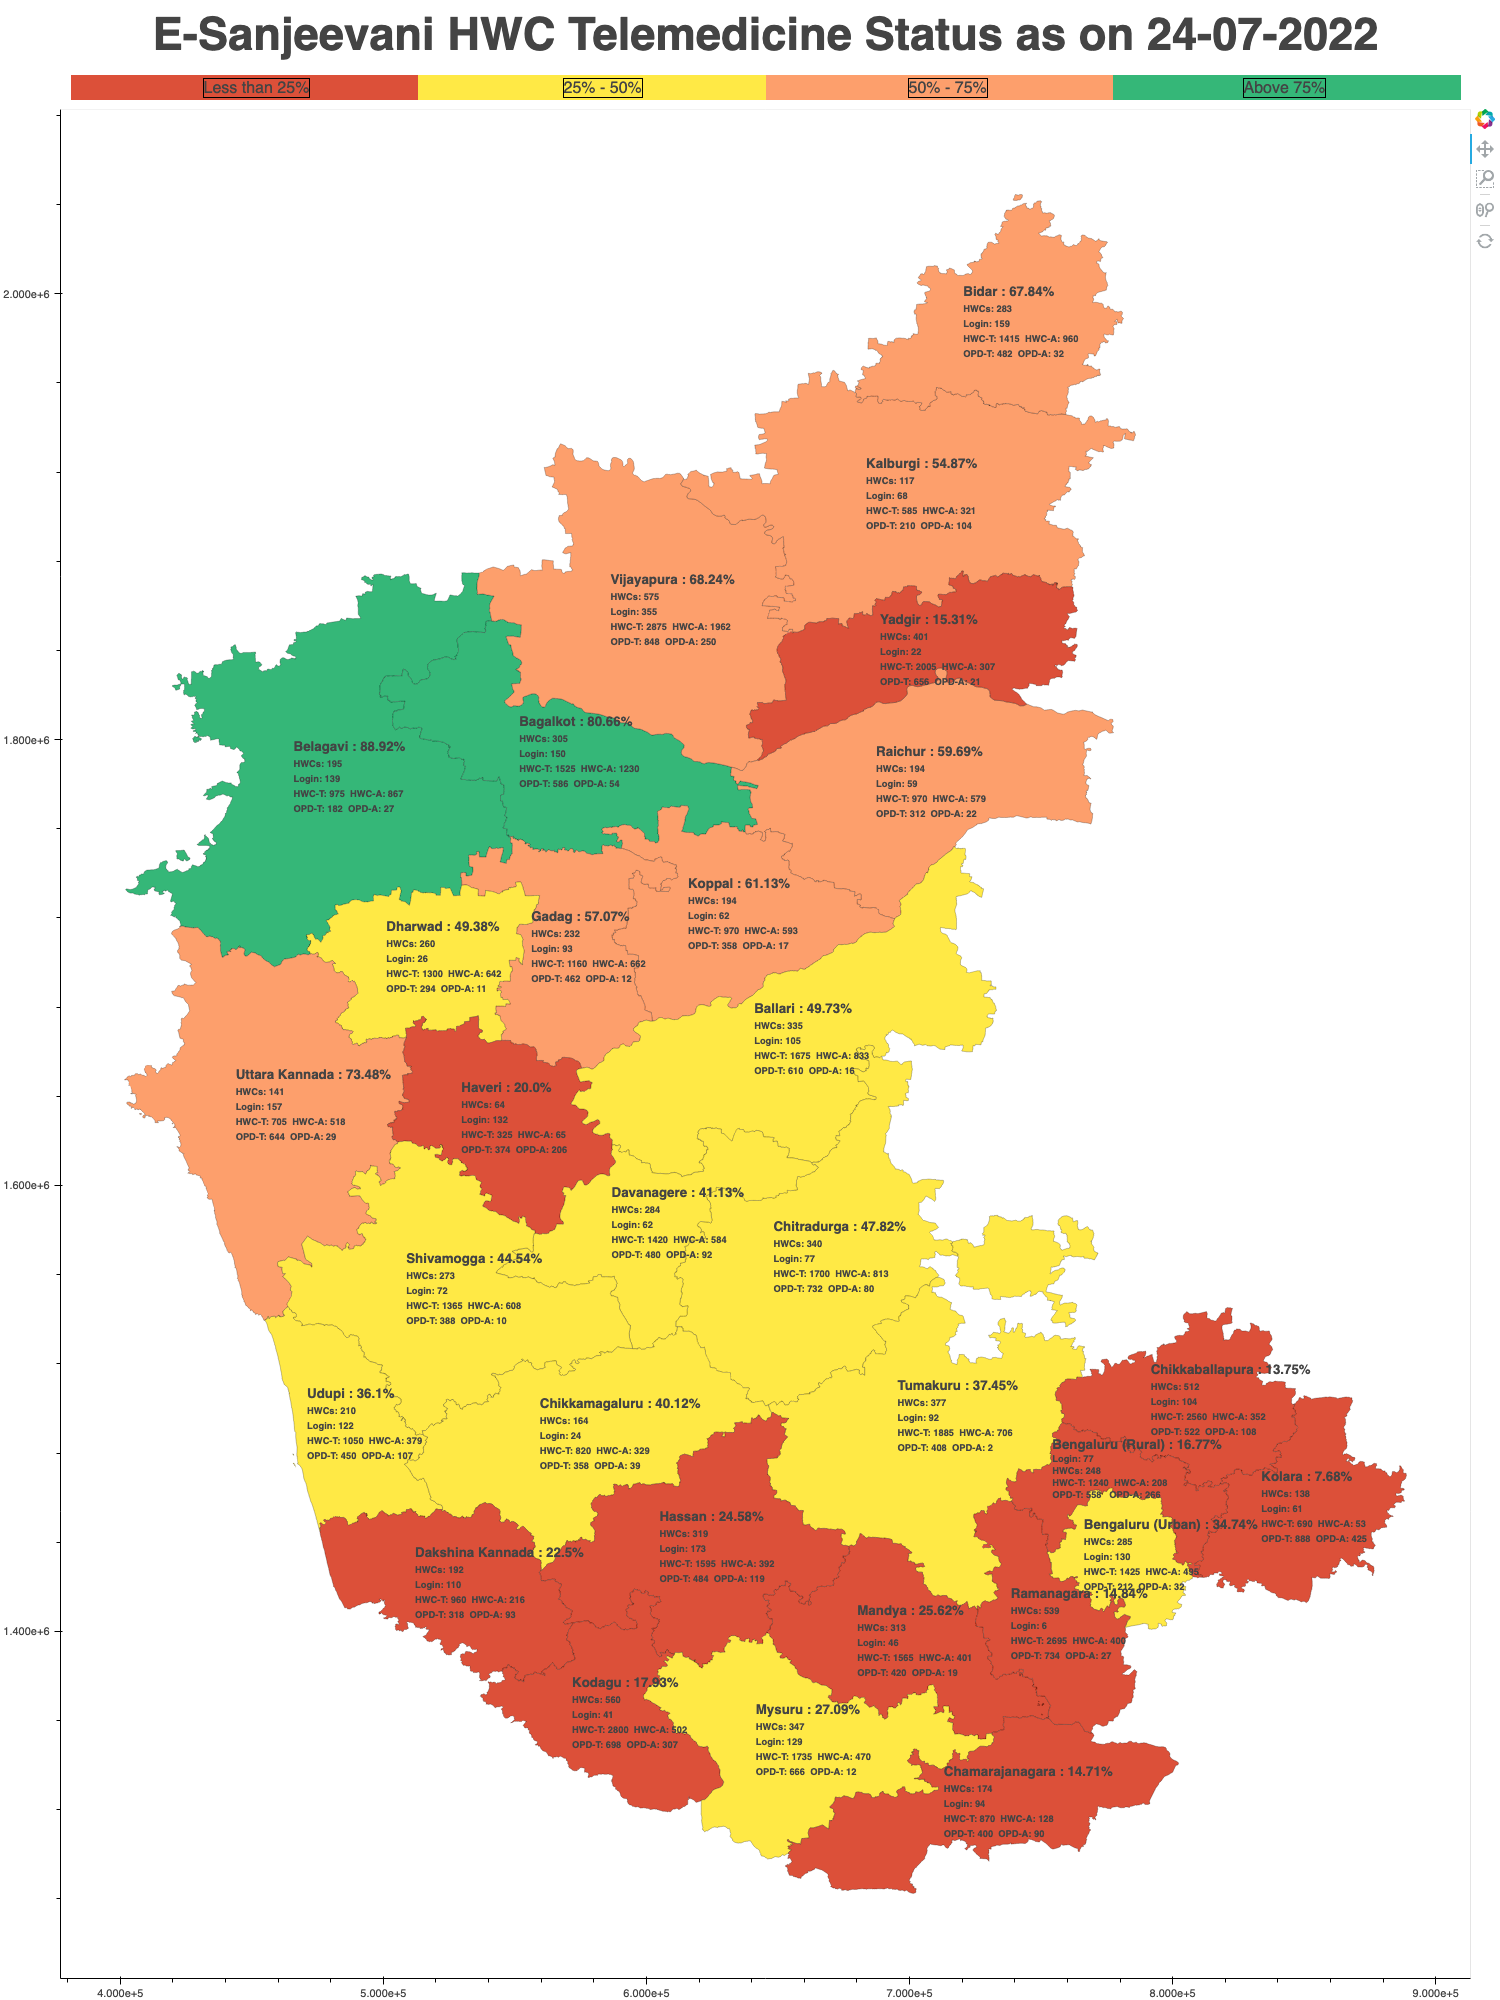 E-Sanjeevani HWC Telemedicine Status as on 24-07-2022
Less than 25%
25% - 50%
50% - 75%
Above 75%
2.000e+6
1.800e+6
1.600e+6
1.400e+6
Bidar : 67.84%
HWCs: 283
Login: 159
HWC-T: 1415 HWC-A: 960
OPD-T: 482 OPD-A: 32
Kalburgi : 54.87%
HWCs: 117
Login: 68
HWC-T: 585 HWC-A: 321
OPD-T: 210 OPD-A: 104
Vijayapura : 68.24%
HWCs: 575
Login: 355
HWC-T: 2875 HWC-A: 1962
OPD-T: 848 OPD-A: 250
Yadgir : 15.31%
HWCs: 401
Login: 22
HWC-T: 2005 HWC-A: 307
OPD-T: 656 OPD-A: 21
Bagalkot : 80.66%
HWCs: 305
Login: 150
HWC-T: 1525 HWC-A: 1230
OPD-T: 586 OPD-A: 54
Belagavi : 88.92%
HWCs: 195
Login: 139
HWC-T: 975 HWC-A: 867
OPD-T: 182 OPD-A: 27
Raichur : 59.69%
HWCs: 194
Login: 59
HWC-T: 970 HWC-A: 579
OPD-T: 312 OPD-A: 22
Koppal : 61.13%
HWCs: 194
Login: 62
HWC-T: 970 HWC-A: 593
OPD-T: 358 OPD-A: 17
Gadag : 57.07%
HWCs: 232
Login: 93
HWC-T: 1160 HWC-A: 662
OPD-T: 462 OPD-A: 12
Dharwad : 49.38%
HWCs: 260
Login: 26
HWC-T: 1300 HWC-A: 642
OPD-T: 294 OPD-A: 11
Ballari : 49.73%
HWCs: 335
Login: 105
HWC-T: 1675 HWC-A: 833
OPD-T: 610 OPD-A: 16
Uttara Kannada : 73.48%
HWCs: 141
Login: 157
HWC-T: 705 HWC-A: 518
OPD-T: 644 OPD-A: 29
Haveri : 20.0%
HWCs: 64
Login: 132
HWC-T: 325 HWC-A: 65
OPD-T: 374 OPD-A: 206
Davanagere : 41.13%
HWCs: 284
Login: 62
HWC-T: 1420 HWC-A: 584
OPD-T: 480 OPD-A: 92
Chitradurga : 47.82%
HWCs: 340
Login: 77
HWC-T: 1700 HWC-A: 813
OPD-T: 732 OPD-A: 80
Shivamogga : 44.54%
HWCs: 273
Login: 72
HWC-T: 1365 HWC-A: 608
OPD-T: 388 OPD-A: 10
Udupi : 36.1%
HWCs: 210
Login: 122
HWC-T: 1050 HWC-A: 379
OPD-T: 450 OPD-A: 107
Chikkamagaluru : 40.12%
HWCs: 164
Login: 24
HWC-T: 820 HWC-A: 329
OPD-T: 358 OPD-A: 39
Tumakuru : 37.45%
HWCs: 377
Login: 92
HWC-T: 1885 HWC-A: 706
OPD-T: 408 OPD-A: 2
Chikkaballapura : 13.75%
HWCs: 512
Login: 104
HWC-T: 2560 HWC-A: 352
OPD-T: 522 OPD-A: 108
Bengaluru (Rural) : 16.77%
Login: 77
HWCs: 248
HWC-T: 1240 HWC-A: 208
OPD-T: 558 OPD-A: 266
Kolara : 7.68%
HWCs: 138
Login: 61
HWC-T: 690 HWC-A: 53
OPD-T: 888 OPD-A: 425
Bengaluru (Urban) : 34.74%
HWCs: 285
Login: 130
HWC-T: 1425 HWC-A: 495
OPD-T: 212 OPD-A: 32
Hassan : 24.58%
HWCs: 319
Login: 173
HWC-T: 1595 HWC-A: 392
OPD-T: 484 OPD-A: 119
Dakshina Kannada : 22.5%
HWCs: 192
Login: 110
HWC-T: 960 HWC-A: 216
OPD-T: 318 OPD-A: 93
Ramanagara : 14.84%
HWCs: 539
Login: 6
HWC-T: 2695 HWC-A: 400
OPD-T: 734 OPD-A: 27
Mandya : 25.62%
HWCs: 313
Login: 46
HWC-T: 1565 HWC-A: 401
OPD-T: 420 OPD-A: 19
Kodagu : 17.93%
HWCs: 560
Login: 41
HWC-T: 2800 HWC-A: 502
OPD-T: 698 OPD-A: 307
Mysuru : 27.09%
HWCs: 347
Login: 129
HWC-T: 1735 HWC-A: 470
OPD-T: 666 OPD-A: 12
Chamarajanagara : 14.71%
HWCs: 174
Login: 94
HWC-T: 870 HWC-A: 128
OPD-T: 400 OPD-A: 90
4.000e+5
5.000e+5
6.000e+5
7.000e+5
8.000e+5
9.000e+5